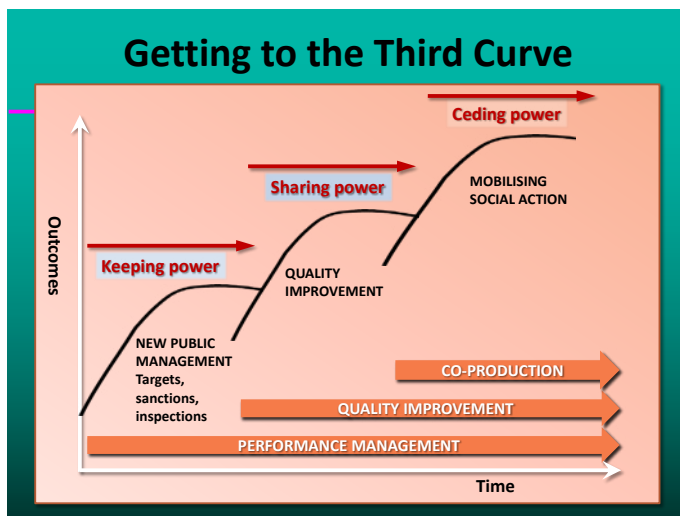 Getting to the Third Curve
Ceding power
Sharing power
MOBILISING
SOCIAL ACTION
Outcomes
Keeping power
QUALITY
IMPROVEMENT
NEW PUBLIC
MANAGEMENT
Targets,
sanctions,
inspections
CO-PRODUCTION
QUALITY IMPROVEMENT
PERFORMANCE MANAGEMENT
Time